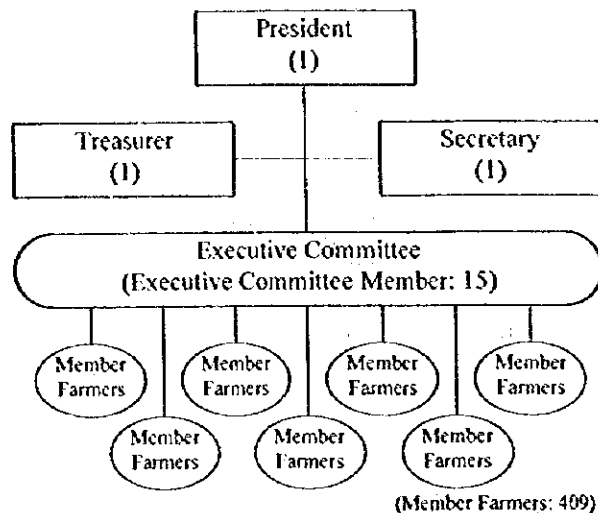 President
(1)
Treasurer
(1)
Secretary
(1)
Executive Committee
(Executive Committee Member: 15)
Member
Farmers
Member
Farmers
Member
Farmers
Member
Farmers
Member
Farmers
Member
Farmers
Member
Farmers
(Member Farmers: 409)